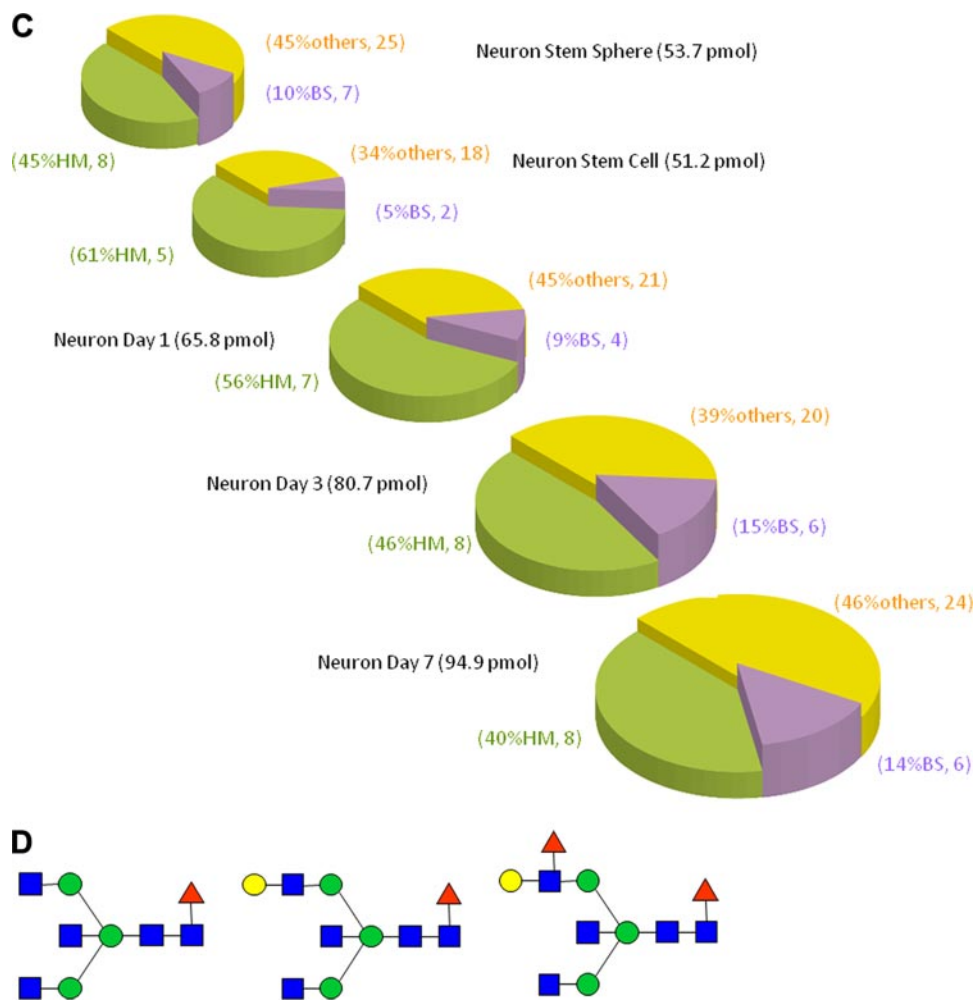 C
(45%others, 25)
Neuron Stem Sphere (53.7 pmol)
(10%BS, 7)
(45%HM, 8)
(34%others, 18)
Neuron Stem Cell (51.2 pmol)
(5%BS, 2)
(61%HM, 5)
(45%others, 21)
Neuron Day 1 (65.8 pmol)
(9%BS, 4)
(56%HM, 7)
(39%others, 20)
Neuron Day 3 (80.7 pmol)
(15%BS, 6)
(46%HM, 8)
(46%others, 24)
Neuron Day 7 (94.9 pmol)
(40%HM, 8)
(14%BS, 6)
D